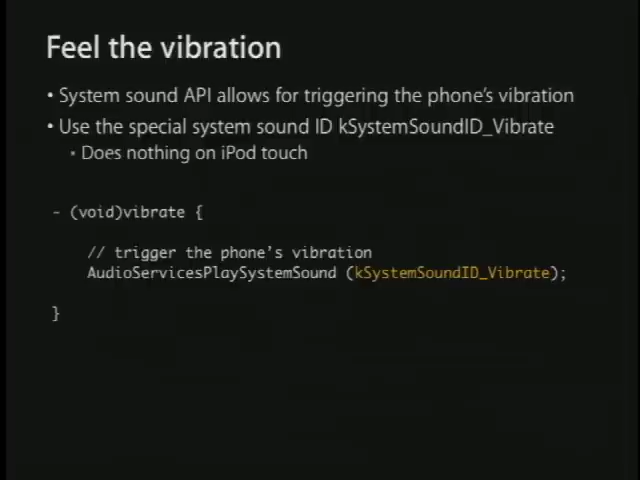 Feel the vibration
• System sound API allows for triggering the phone's vibration
• Use the special system sound ID kSystemSoundID_Vibrate
• Does nothing on iPod touch
- (void)vibrate {
// trigger the phone's vibration
AudioServicesPlaySystemSound (kSystemSoundID_Vibrate);
}